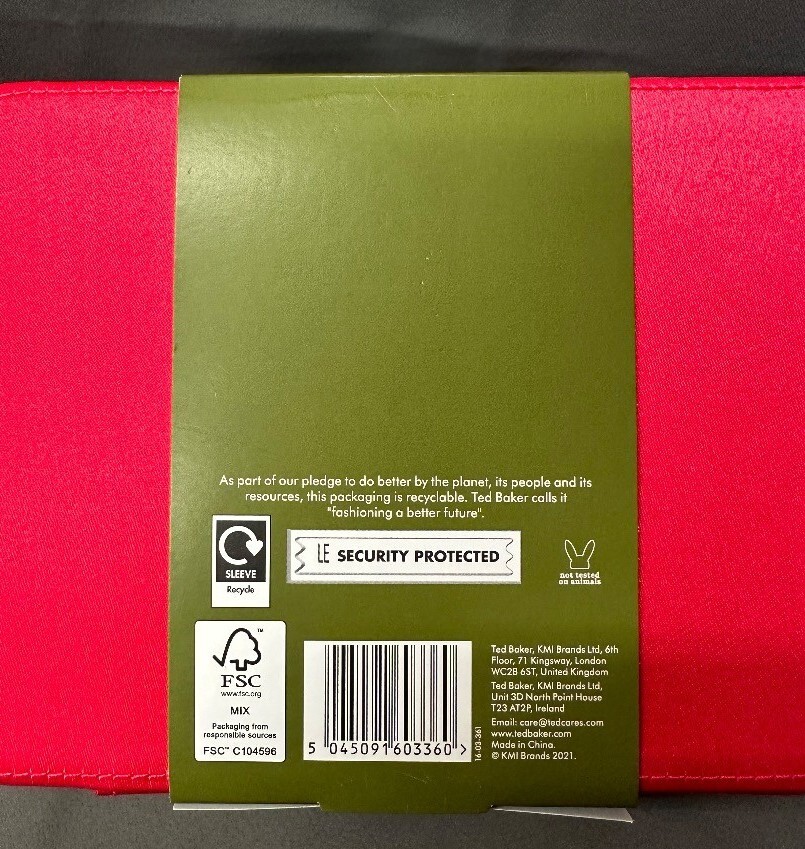 As part of our pledge to do better by the planet, its people and its
resources, this packaging is recyclable. Ted Baker calls it
"fashioning a better future".
SLEEVE
Recycle
LE SECURITY PROTECTED
not tested
on animals
FSC
www.fsc.org
MIX
Packaging from
responsible sources
FSC™ C104596
5 045091 603360 >
16-03-361
Ted Baker, KMI Brands Ltd, 6th
Floor, 71 Kingsway, London
WC2B 6ST, United Kingdom
Ted Baker, KMI Brands Ltd,
Unit 3D North Point House
T23 AT2P, Ireland
Email: care@tedcares.com
www.tedbaker.com
Made in China.
© KMI Brands 2021.